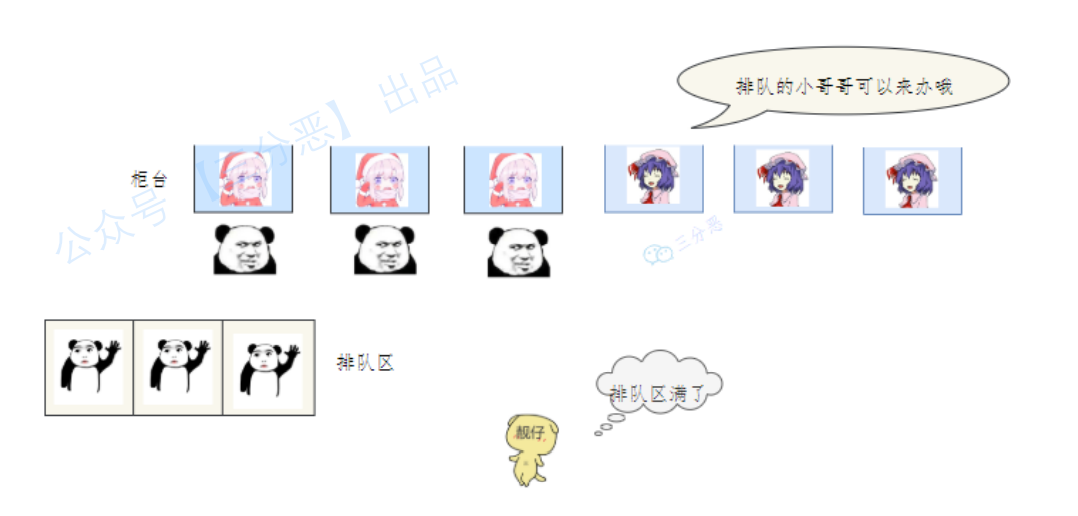 排队的小哥哥可以来办哦
公众号【三分恶】出品
柜台
三分恶
排队区
排队区满了
靓仔